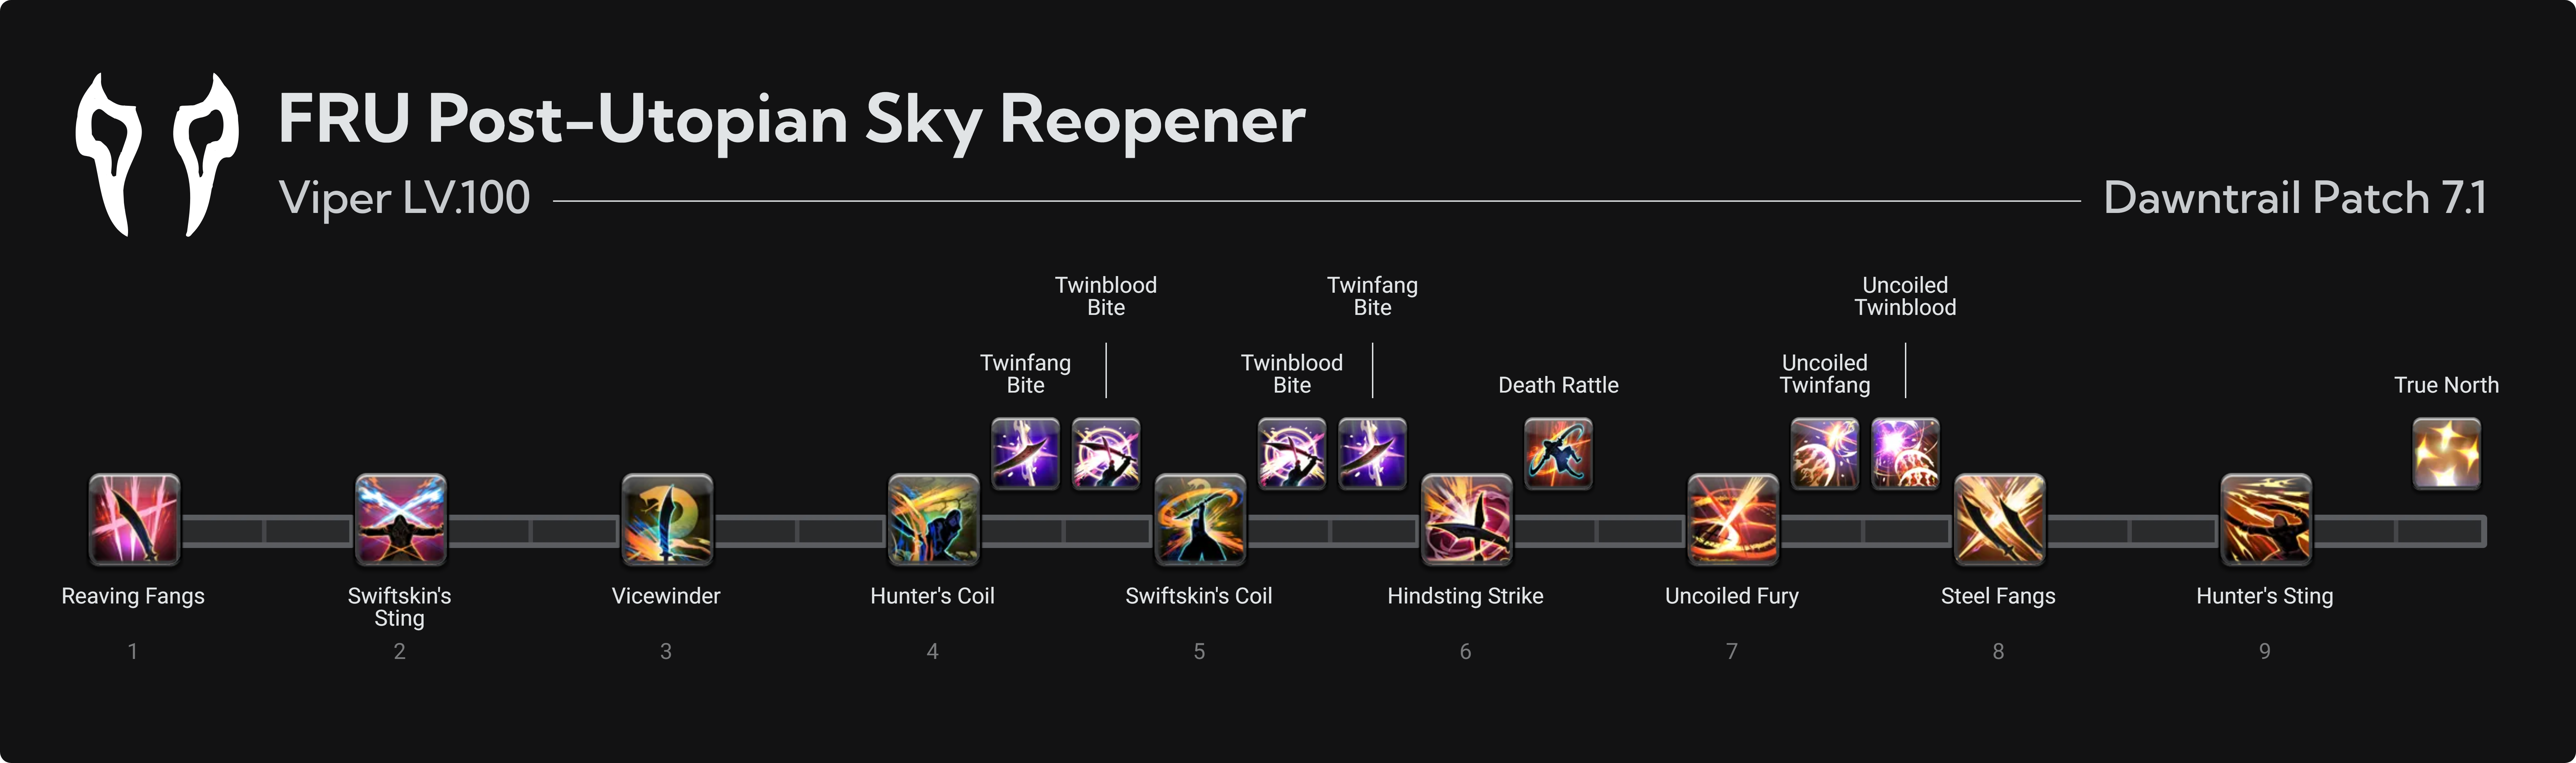 FRU Post-Utopian Sky Reopener
Viper LV.100
Dawntrail Patch 7.1
Twinblood
Bite
Twinfang
Bite
Uncoiled
Twinblood
Twinfang
Bite
Twinblood
Bite
Death Rattle
Uncoiled
Twinfang
True North
Reaving Fangs
Swiftskin's
Sting
Vicewinder
Hunter's Coil
Swiftskin's Coil
Hindsting Strike
Uncoiled Fury
Steel Fangs
Hunter's Sting
1
2
3
4
5
6
7
8
9